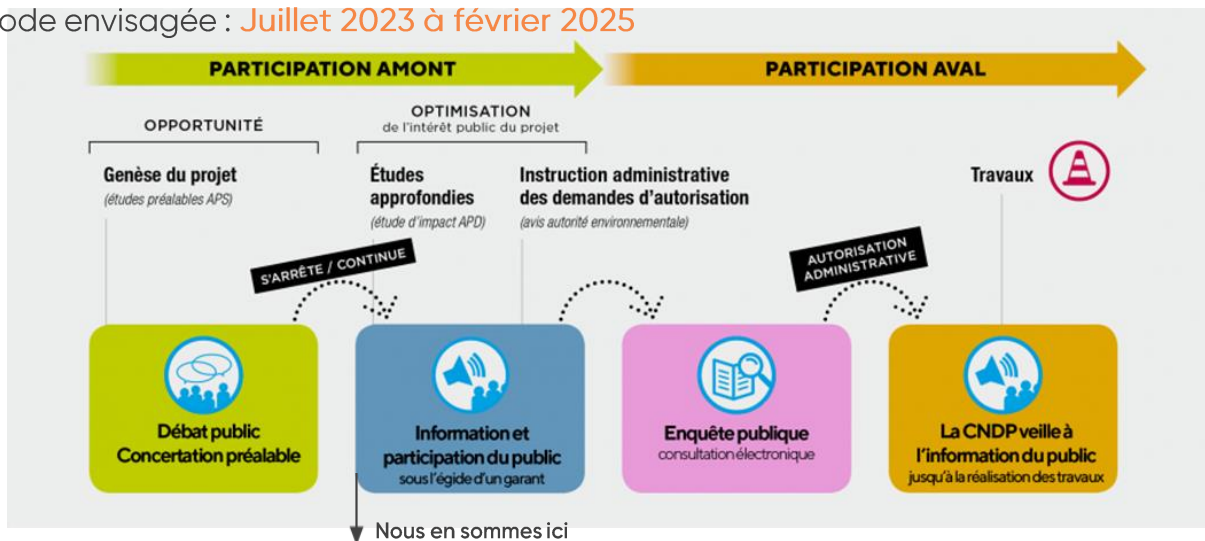 ode envisagée : Juillet 2023 à février 2025
PARTICIPATION AMONT
PARTICIPATION AVAL
OPPORTUNITÉ
OPTIMISATION
de l'intérêt public du projet
Genèse du projet
(études préalables APS)
Études
approfondies
(étude d'impact APD)
Instruction administrative
des demandes d'autorisation
(avis autorité environnementale)
Travaux
S'ARRÊTE / CONTINUE
AUTORISATION
ADMINISTRATIVE
Débat public
Concertation préalable
Information et
participation du public
sous l'égide d'un garant
Enquête publique
consultation électronique
La CNDP veille à
l'information du public
jusqu'à la réalisation des travaux
Nous en sommes ici